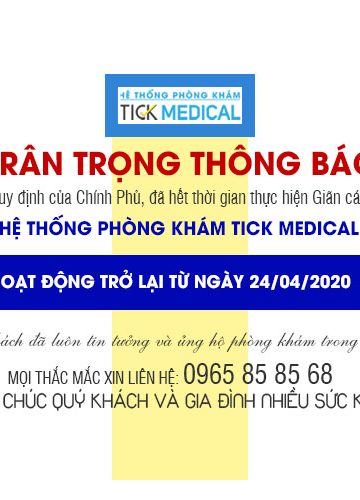 HỆ THỐNG PHÒNG KHÁM
TICK MEDICAL
RÂN TRỌNG THÔNG BÁO
uy định của Chính Phủ, đã hết thời gian thực hiện Giãn các
HỆ THỐNG PHÒNG KHÁM TICK MEDICAL
OẠT ĐỘNG TRỞ LẠI TỪ NGÀY 24/04/2020
hách đã luôn tin tưởng và ủng hộ phòng khám trong
MỌI THẮC MẮC XIN LIÊN HỆ: 0965 85 85 68
CHÚC QUÝ KHÁCH VÀ GIA ĐÌNH NHIỀU SỨC K